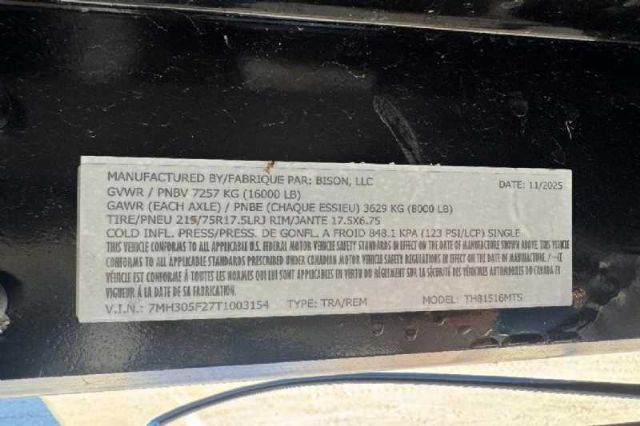 MANUFACTURED BY/FABRIQUE PAR: BISON, LLC DATE: 11/2025
GVWR / PNBV 7257 KG (16000 LB)
GAWR (EACH AXLE) / PNBE (CHAQUE ESSIEU) 3629 KG (8000 LB)
TIRE/PNEU 215/75R17.5LRJ RIM/JANTE 17.5X6.75
COLD INFL. PRESS/PRESS. DE GONFL. A FROID 848.1 KPA (123 PSI/LCP) SINGLE
THIS VEHICLE CONFORMS TO ALL APPLICABLE U.S. FEDERAL MOTOR VEHICLE SAFETY STANDARDS IN EFFECT ON THE DATE OF MANUFACTURE SHOWN ABOVE. / THIS VEHICLE
CONFORMS TO ALL APPLICABLE STANDARDS PRESCRIBED UNDER THE CANADIAN MOTOR VEHICLE SAFETY REGULATIONS IN EFFECT ON THE DATE OF MANUFACTURE. / -CE
VÉHICULE EST CONFORME À TOUTES LES NORMES QUI LUI SONT APPLICABLES EN VERTU DU RÈGLEMENT SUR LA SÉCURITÉ DES VÉHICULES AUTOMOBILES DU CANADA EN
VIGUEUR À LA DATE DE SA FABRICATION.
V.I.N.: 7MH305F27T1003154 TYPE: TRA/REM MODEL: TH81516MTS